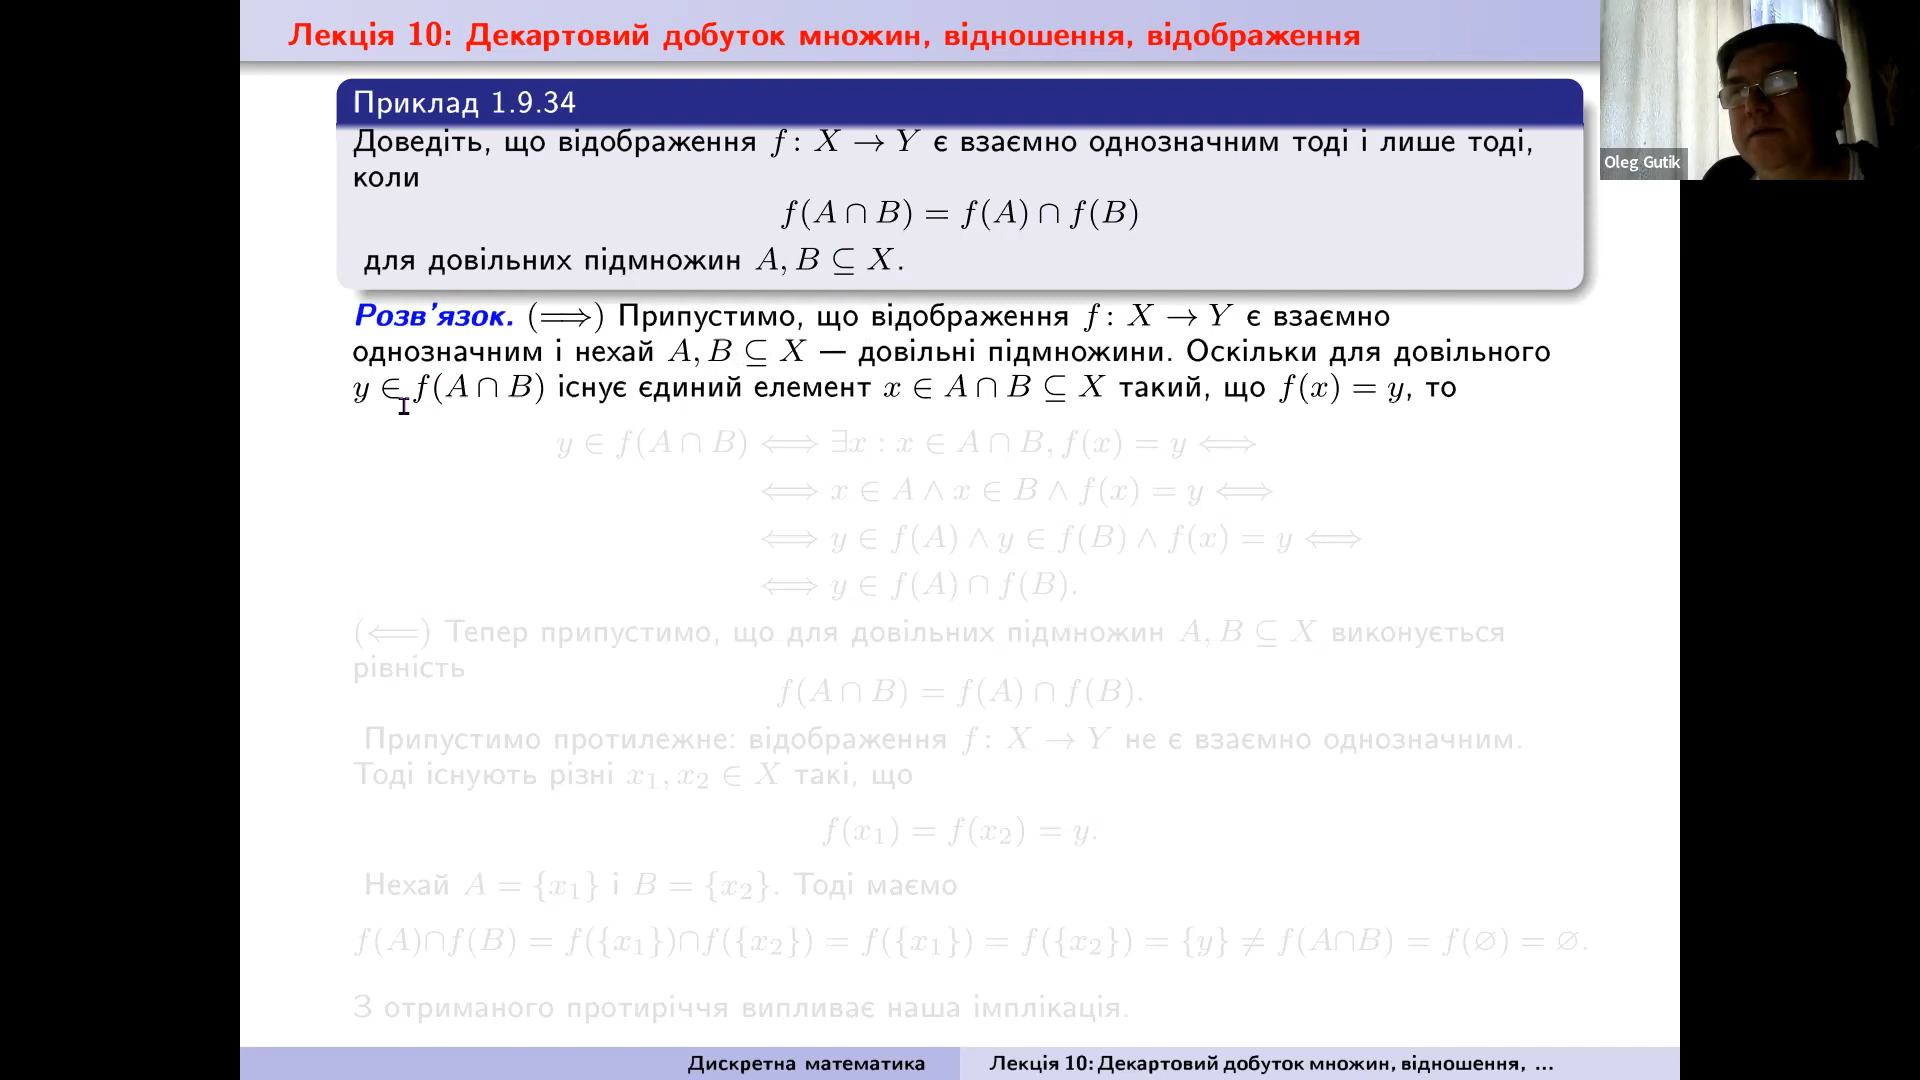 Лекція 10: Декартовий добуток множин, відношення, відображення
Приклад 1.9.34
Доведіть, що відображення f : X → Y є взаємно однозначним тоді і лише тоді,
коли
f(A ∩ B) = f(A) ∩ f(B)
для довільних підмножин A, B ⊆ X.
Розв'язок. (⟹) Припустимо, що відображення f : X → Y є взаємно
однозначним і нехай A, B ⊆ X — довільні підмножини. Оскільки для довільного
y ∈ f(A ∩ B) існує єдиний елемент x ∈ A ∩ B ⊆ X такий, що f(x) = y, то
y ∈ f(A ∩ B) ⟺ ∃x : x ∈ A ∩ B, f(x) = y ⟺
⟺ x ∈ A ∧ x ∈ B ∧ f(x) = y ⟺
⟺ y ∈ f(A) ∧ y ∈ f(B) ∧ f(x) = y ⟺
⟺ y ∈ f(A) ∩ f(B).
(⟸) Тепер припустимо, що для довільних підмножин A, B ⊆ X виконується
рівність
f(A ∩ B) = f(A) ∩ f(B).
Припустимо протилежне: відображення f : X → Y не є взаємно однозначним.
Тоді існують різні x₁, x₂ ∈ X такі, що
f(x₁) = f(x₂) = y.
Нехай A = {x₁} і B = {x₂}. Тоді маємо
f(A)∩f(B) = f({x₁})∩f({x₂}) = f({x₁}) = f({x₂}) = {y} ≠ f(A∩B) = f(∅) = ∅.
З отриманого протиріччя випливає наша імплікація.
Дискретна математика
Лекція 10: Декартовий добуток множин, відношення, ...
Oleg Gutik